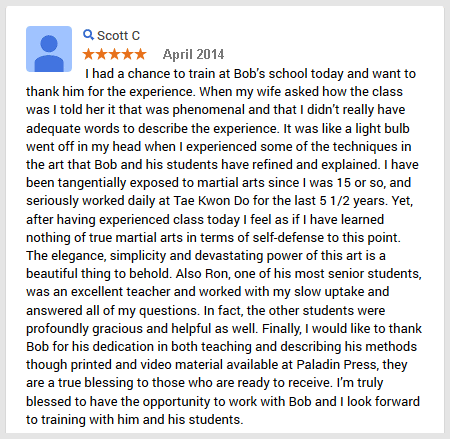 Scott C
★★★★★ April 2014
I had a chance to train at Bob's school today and want to
thank him for the experience. When my wife asked how the class
was I told her it that was phenomenal and that I didn't really have
adequate words to describe the experience. It was like a light bulb
went off in my head when I experienced some of the techniques in
the art that Bob and his students have refined and explained. I have
been tangentially exposed to martial arts since I was 15 or so, and
seriously worked daily at Tae Kwon Do for the last 5 1/2 years. Yet,
after having experienced class today I feel as if I have learned
nothing of true martial arts in terms of self-defense to this point.
The elegance, simplicity and devastating power of this art is a
beautiful thing to behold. Also Ron, one of his most senior students,
was an excellent teacher and worked with my slow uptake and
answered all of my questions. In fact, the other students were
profoundly gracious and helpful as well. Finally, I would like to thank
Bob for his dedication in both teaching and describing his methods
though printed and video material available at Paladin Press, they
are a true blessing to those who are ready to receive. I'm truly
blessed to have the opportunity to work with Bob and I look forward
to training with him and his students.